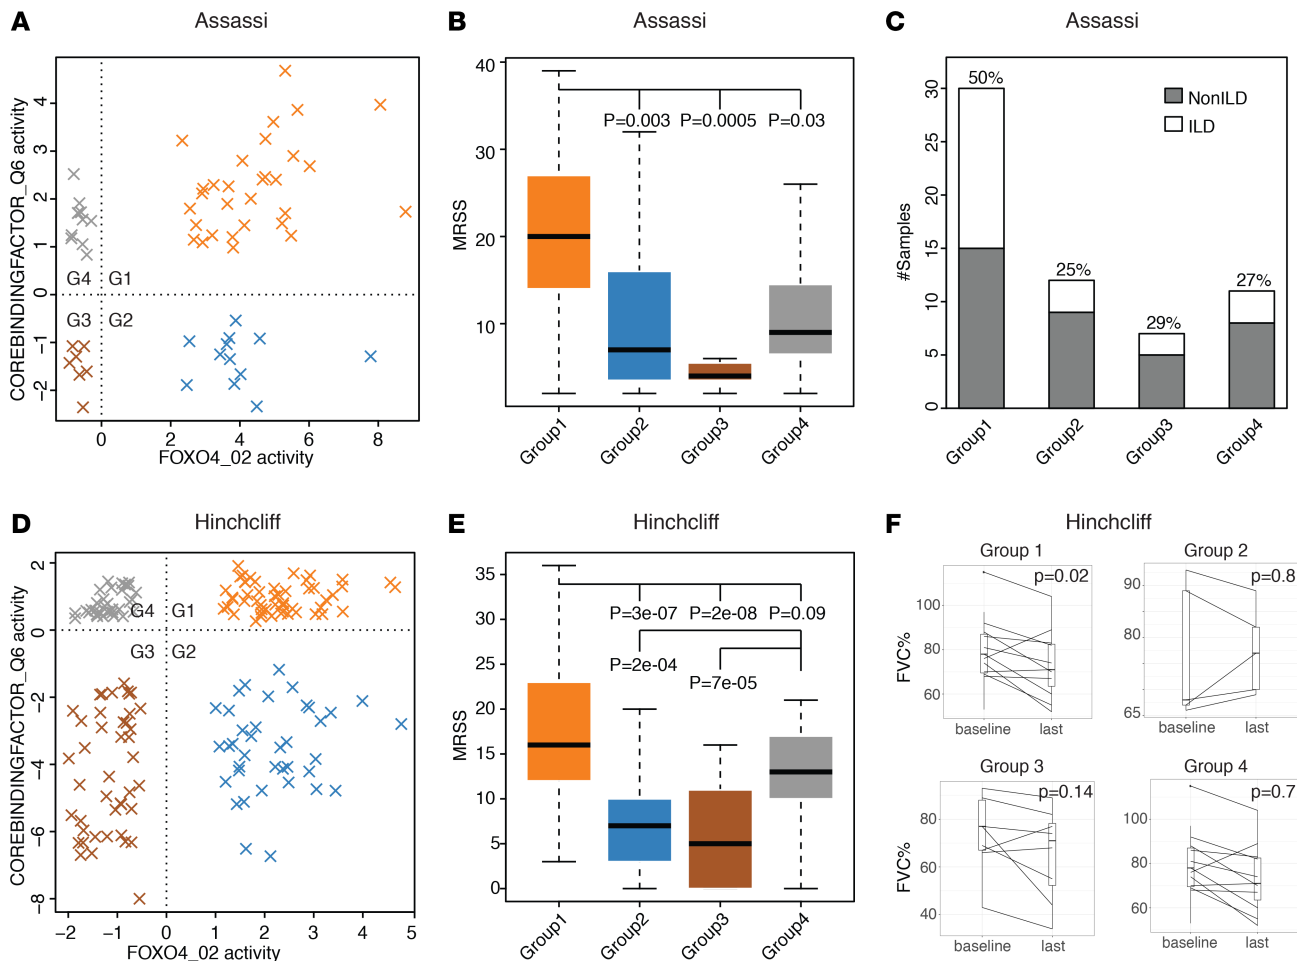 A
Assassi
COREBINDINGFACTOR_Q6 activity
4
3
2
1
0
−1
−2
G4 G1
G3 G2
0 2 4 6 8
FOXO4_02 activity
B
Assassi
MRSS
40
30
20
10
P=0.003 P=0.0005 P=0.03
Group1 Group2 Group3 Group4
C
Assassi
#Samples
30
25
20
15
10
5
0
50%
25%
29%
27%
NonILD
ILD
Group1 Group2 Group3 Group4
D
Hinchcliff
COREBINDINGFACTOR_Q6 activity
2
0
−2
−4
−6
−8
G4 G1
G3 G2
−2 −1 0 1 2 3 4 5
FOXO4_02 activity
E
Hinchcliff
MRSS
35
30
25
20
15
10
5
0
P=3e-07 P=2e-08 P=0.09
P=2e-04
P=7e-05
Group1 Group2 Group3 Group4
F
Hinchcliff
Group 1
p=0.02
FVC%
100
80
60
baseline last
Group 2
p=0.8
90
80
65
baseline last
Group 3
p=0.14
FVC%
80
60
40
baseline last
Group 4
p=0.7
100
80
60
baseline last